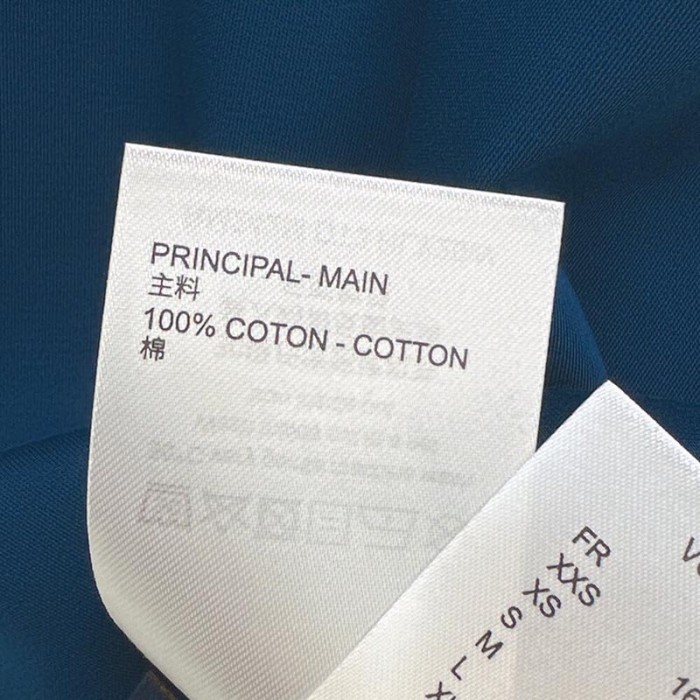 PRINCIPAL- MAIN
主料
100% COTON - COTTON
棉
FR
XXS
XS
S
M
L